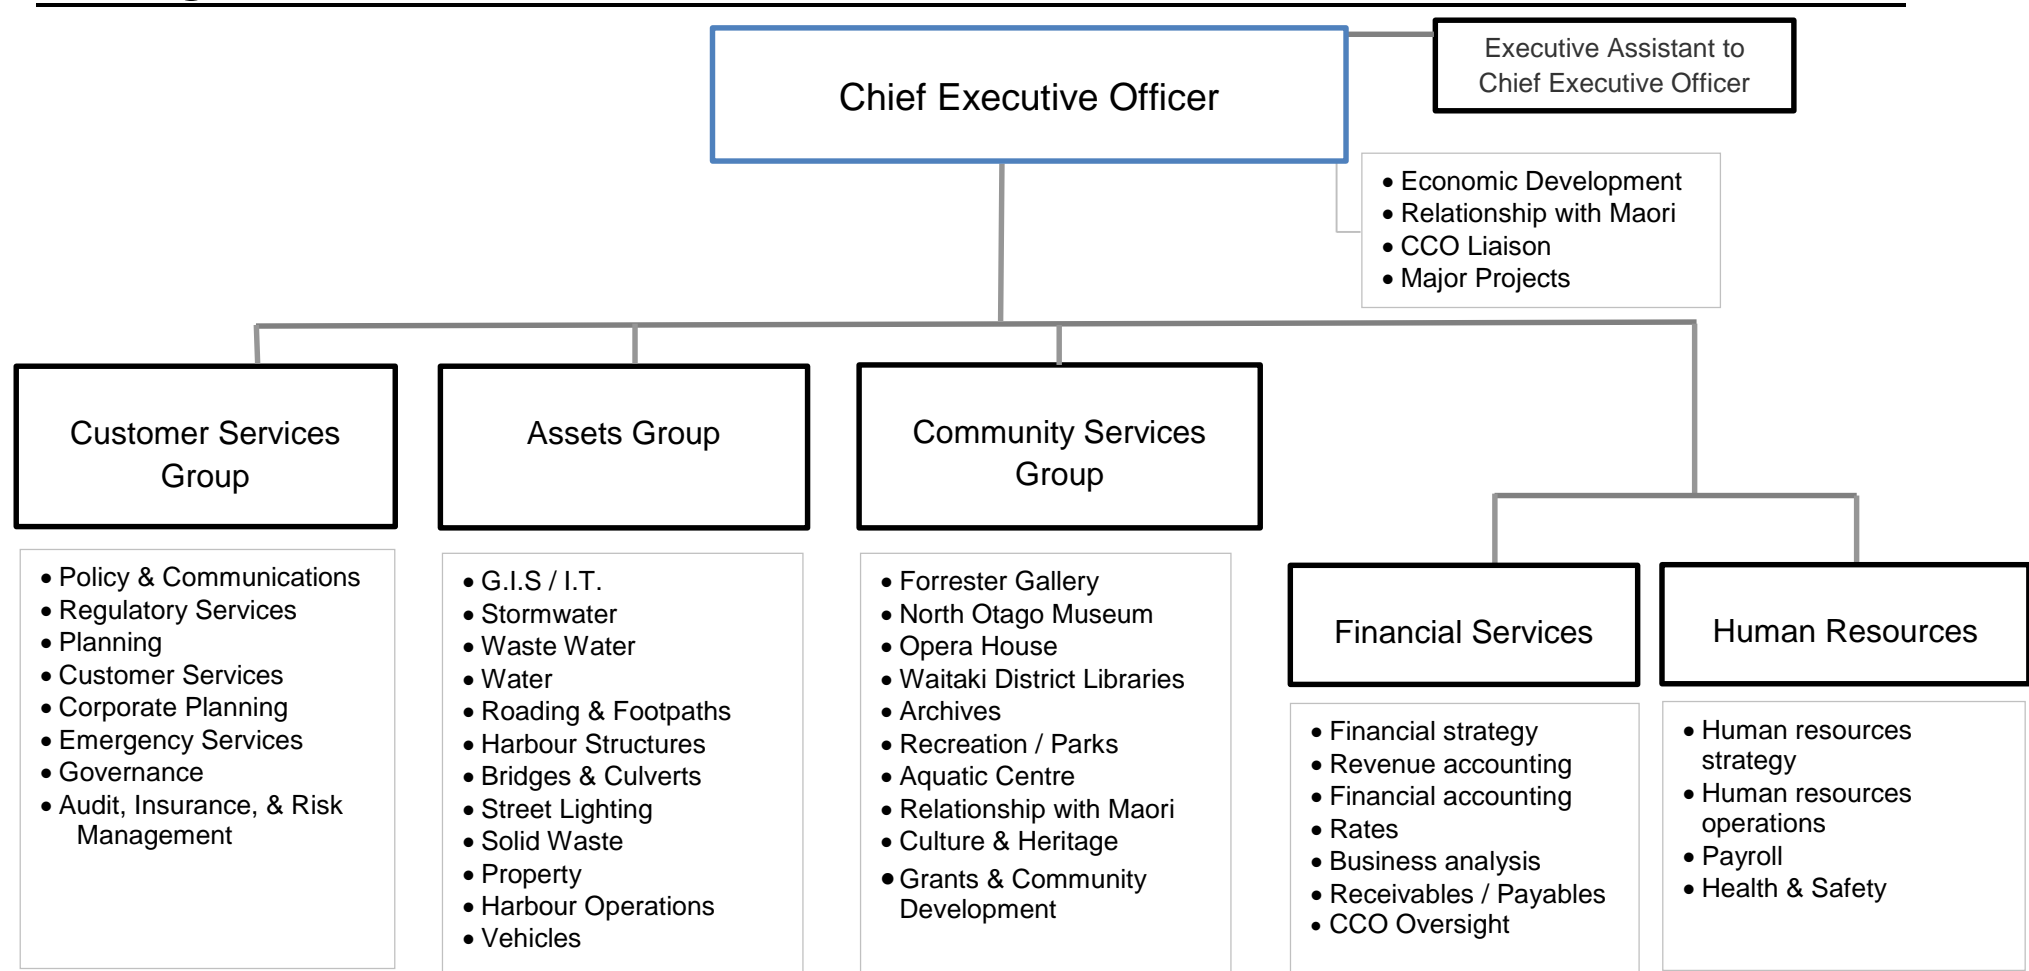 Chief Executive Officer
Executive Assistant to
Chief Executive Officer
• Economic Development
• Relationship with Maori
• CCO Liaison
• Major Projects
Customer Services
Group
• Policy & Communications
• Regulatory Services
• Planning
• Customer Services
• Corporate Planning
• Emergency Services
• Governance
• Audit, Insurance, & Risk
Management
Assets Group
• G.I.S / I.T.
• Stormwater
• Waste Water
• Water
• Roading & Footpaths
• Harbour Structures
• Bridges & Culverts
• Street Lighting
• Solid Waste
• Property
• Harbour Operations
• Vehicles
Community Services
Group
• Forrester Gallery
• North Otago Museum
• Opera House
• Waitaki District Libraries
• Archives
• Recreation / Parks
• Aquatic Centre
• Relationship with Maori
• Culture & Heritage
• Grants & Community
Development
Financial Services
• Financial strategy
• Revenue accounting
• Financial accounting
• Rates
• Business analysis
• Receivables / Payables
• CCO Oversight
Human Resources
• Human resources
strategy
• Human resources
operations
• Payroll
• Health & Safety